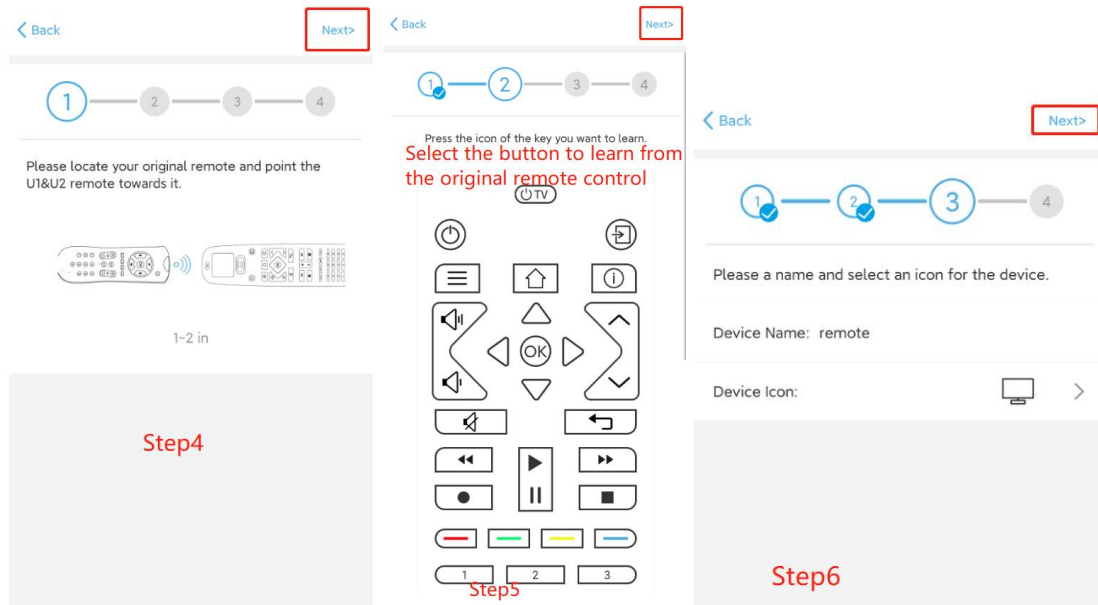 Back
Next>
1
2
3
4
Please locate your original remote and point the
U1&U2 remote towards it.
1~2 in
Step4
Back
Next>
1
2
3
4
Press the icon of the key you want to learn.
Select the button to learn from
the original remote control
TV
OK
1
2
3
Step5
Back
Next>
1
2
3
4
Please a name and select an icon for the device.
Device Name: remote
Device Icon:
Step6